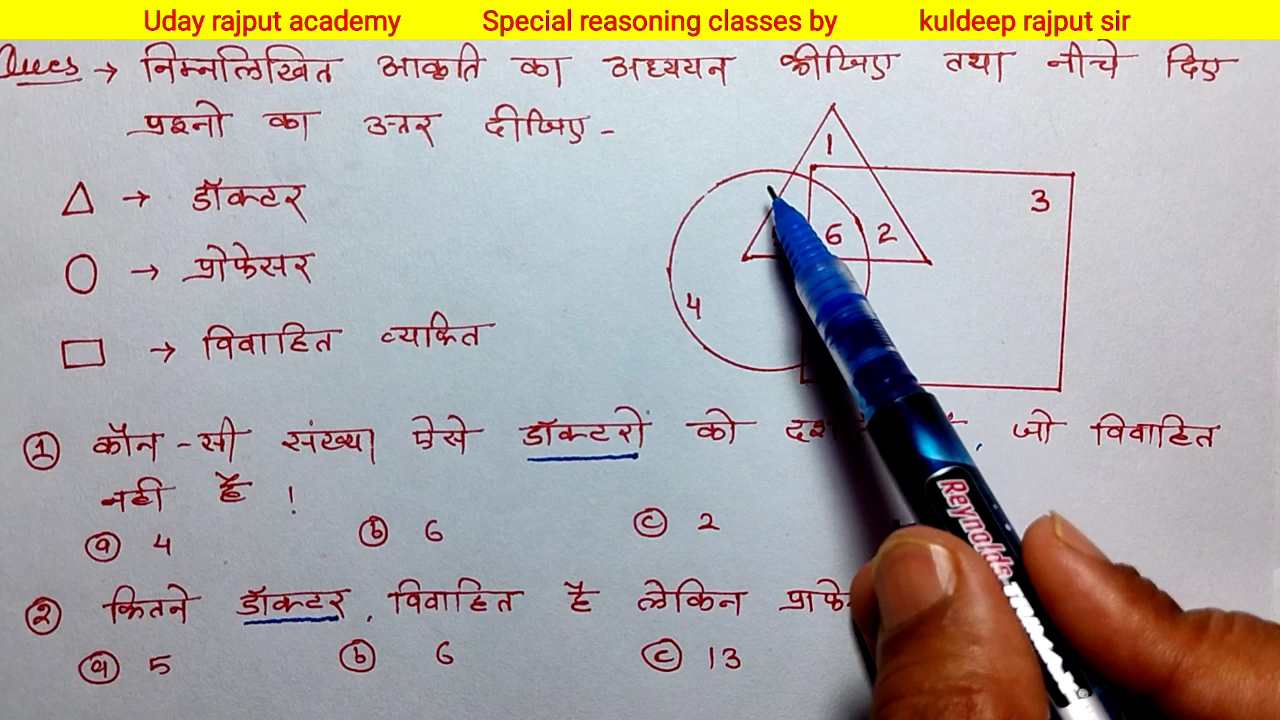 Uday rajput academy Special reasoning classes by kuldeep rajput sir
Ques → निम्नलिखित आकृति का अध्ययन कीजिए तथा नीचे दिए
प्रश्नो का उत्तर दीजिए -
△ → डॉक्टर
○ → प्रोफेसर
□ → विवाहित व्यक्ति
1
3
6 2
4
① कौन-सी संख्या ऐसे डॉक्टरों को , जो विवाहित
नही है !
ⓐ 4 ⓑ 6 ⓒ 2
② कितने डॉक्टर, विवाहित है लेकिन
ⓐ 5 ⓑ 6 ⓒ 13
Reynolds